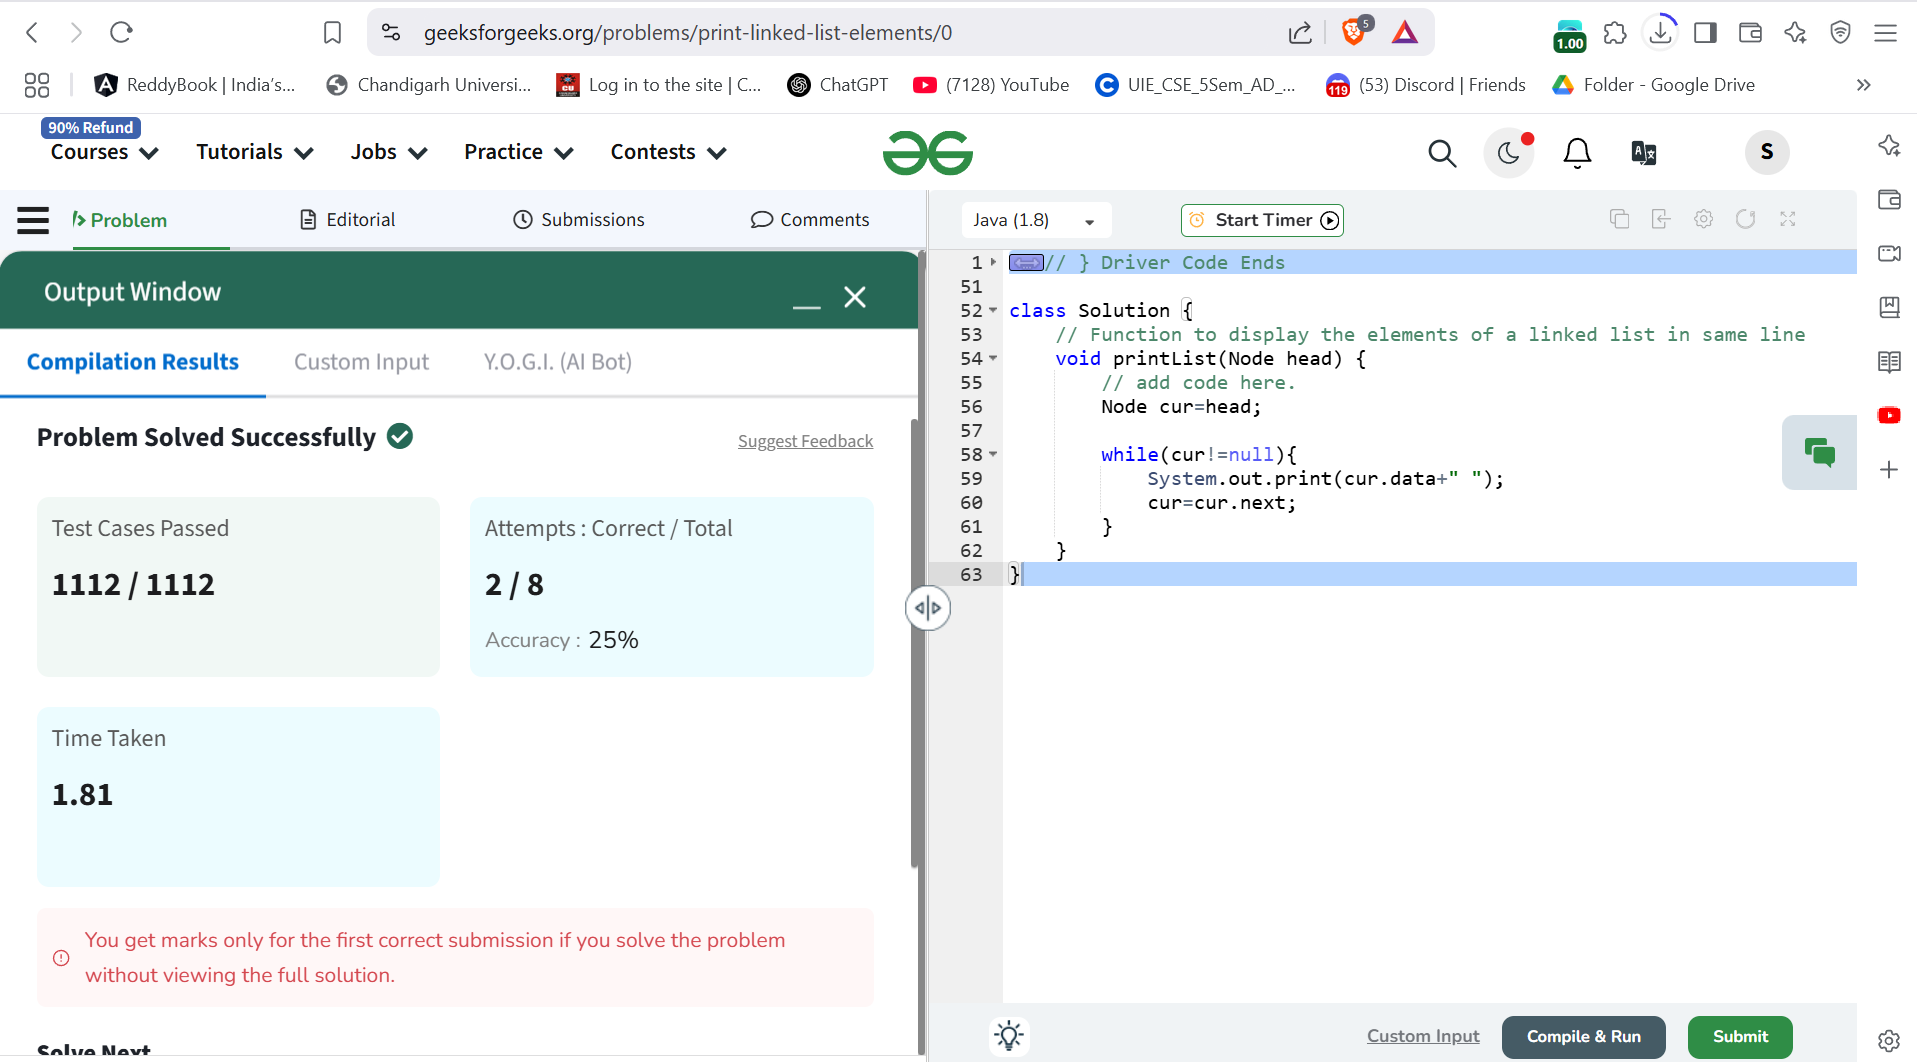 geeksforgeeks.org/problems/print-linked-list-elements/0
5
1.00
ReddyBook | India's...
Chandigarh Universi...
Log in to the site | C...
ChatGPT
(7128) YouTube
UIE_CSE_5Sem_AD_...
119
(53) Discord | Friends
Folder - Google Drive
90% Refund
Courses
Tutorials
Jobs
Practice
Contests
S
Problem
Editorial
Submissions
Comments
Output Window
Compilation Results
Custom Input
Y.O.G.I. (AI Bot)
Problem Solved Successfully
Suggest Feedback
Test Cases Passed
1112 / 1112
Attempts : Correct / Total
2 / 8
Accuracy : 25%
Time Taken
1.81
You get marks only for the first correct submission if you solve the problem
without viewing the full solution.
Solve Next
Java (1.8)
Start Timer
1 // } Driver Code Ends
51
52 class Solution {
53 // Function to display the elements of a linked list in same line
54 void printList(Node head) {
55 // add code here.
56 Node cur=head;
57
58 while(cur!=null){
59 System.out.print(cur.data+" ");
60 cur=cur.next;
61 }
62 }
63 }
Custom Input
Compile & Run
Submit